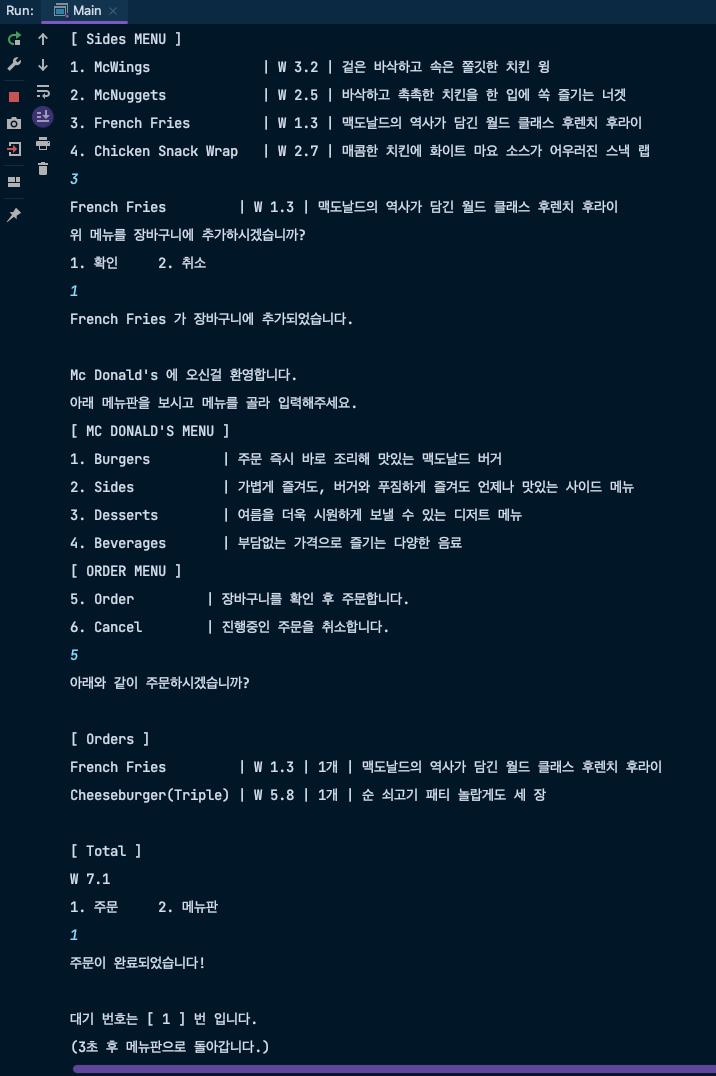 Run: Main
[ Sides MENU ]
1. McWings | W 3.2 | 겉은 바삭하고 속은 쫄깃한 치킨 윙
2. McNuggets | W 2.5 | 바삭하고 촉촉한 치킨을 한 입에 쏙 즐기는 너겟
3. French Fries | W 1.3 | 맥도날드의 역사가 담긴 월드 클래스 후렌치 후라이
4. Chicken Snack Wrap | W 2.7 | 매콤한 치킨에 화이트 마요 소스가 어우러진 스낵 랩
3
French Fries | W 1.3 | 맥도날드의 역사가 담긴 월드 클래스 후렌치 후라이
위 메뉴를 장바구니에 추가하시겠습니까?
1. 확인 2. 취소
1
French Fries 가 장바구니에 추가되었습니다.
Mc Donald's 에 오신걸 환영합니다.
아래 메뉴판을 보시고 메뉴를 골라 입력해주세요.
[ MC DONALD'S MENU ]
1. Burgers | 주문 즉시 바로 조리해 맛있는 맥도날드 버거
2. Sides | 가볍게 즐겨도, 버거와 푸짐하게 즐겨도 언제나 맛있는 사이드 메뉴
3. Desserts | 여름을 더욱 시원하게 보낼 수 있는 디저트 메뉴
4. Beverages | 부담없는 가격으로 즐기는 다양한 음료
[ ORDER MENU ]
5. Order | 장바구니를 확인 후 주문합니다.
6. Cancel | 진행중인 주문을 취소합니다.
5
아래와 같이 주문하시겠습니까?
[ Orders ]
French Fries | W 1.3 | 1개 | 맥도날드의 역사가 담긴 월드 클래스 후렌치 후라이
Cheeseburger(Triple) | W 5.8 | 1개 | 순 쇠고기 패티 놀랍게도 세 장
[ Total ]
W 7.1
1. 주문 2. 메뉴판
1
주문이 완료되었습니다!
대기 번호는 [ 1 ] 번 입니다.
(3초 후 메뉴판으로 돌아갑니다.)